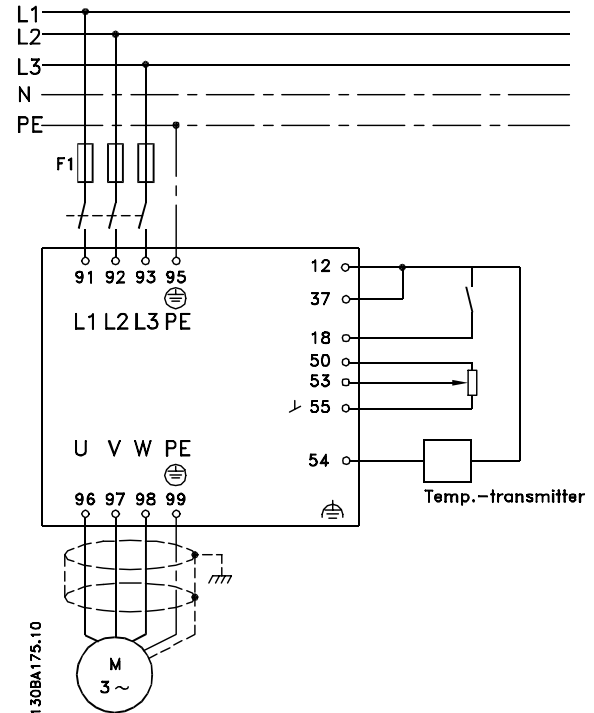 L1
L2
L3
N
PE
F1
91 92 93 95
L1 L2 L3 PE
12
37
18
50
53
55
54
Temp.-transmitter
U V W PE
96 97 98 99
M
3 ~
130BA175.10